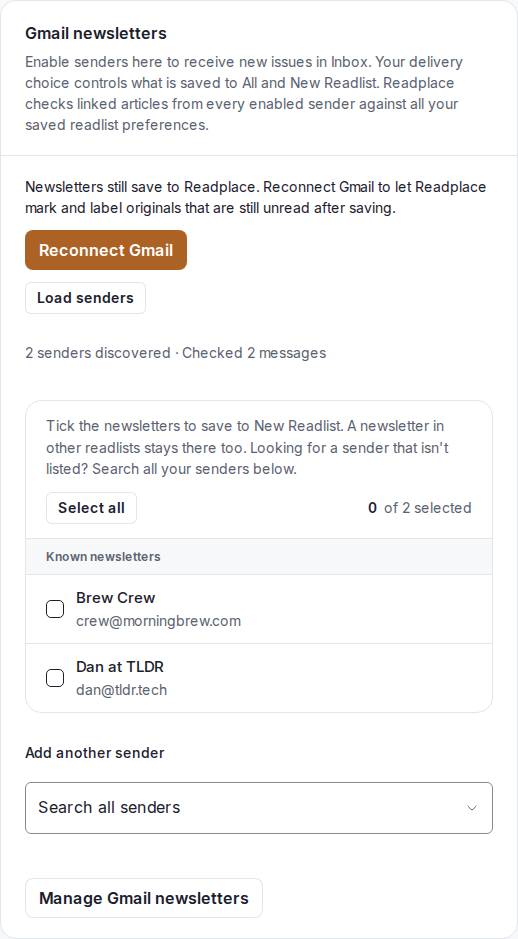 Gmail newsletters
Enable senders here to receive new issues in Inbox. Your delivery
choice controls what is saved to All and New Readlist. Readplace
checks linked articles from every enabled sender against all your
saved readlist preferences.
Newsletters still save to Readplace. Reconnect Gmail to let Readplace
mark and label originals that are still unread after saving.
Reconnect Gmail
Load senders
2 senders discovered · Checked 2 messages
Tick the newsletters to save to New Readlist. A newsletter in
other readlists stays there too. Looking for a sender that isn't
listed? Search all your senders below.
Select all
0 of 2 selected
Known newsletters
Brew Crew
crew@morningbrew.com
Dan at TLDR
dan@tldr.tech
Add another sender
Search all senders
Manage Gmail newsletters